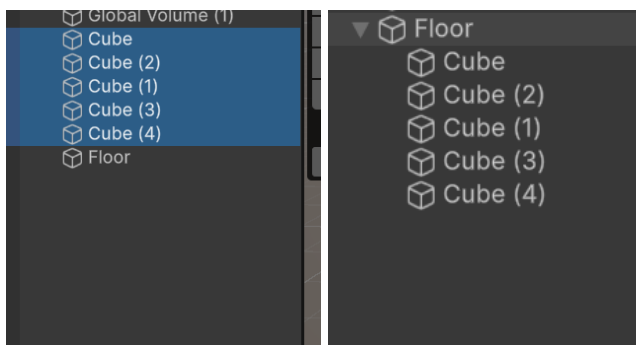 Global Volume (1)
Cube
Cube (2)
Cube (1)
Cube (3)
Cube (4)
Floor
Floor
Cube
Cube (2)
Cube (1)
Cube (3)
Cube (4)